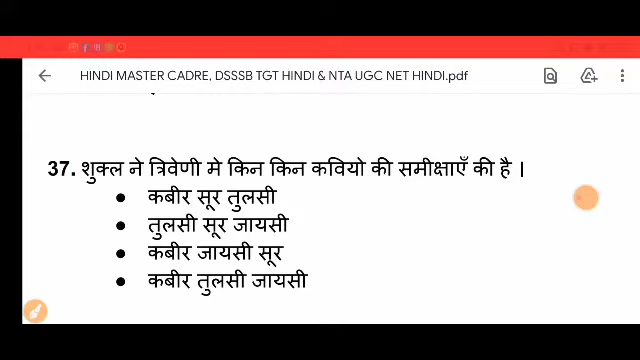 HINDI MASTER CADRE, DSSSB TGT HINDI & NTA UGC NET HINDI.pdf
37. शुक्ल ने त्रिवेणी मे किन किन कवियो की समीक्षाएँ की है ।
● कबीर सूर तुलसी
● तुलसी सूर जायसी
● कबीर जायसी सूर
● कबीर तुलसी जायसी